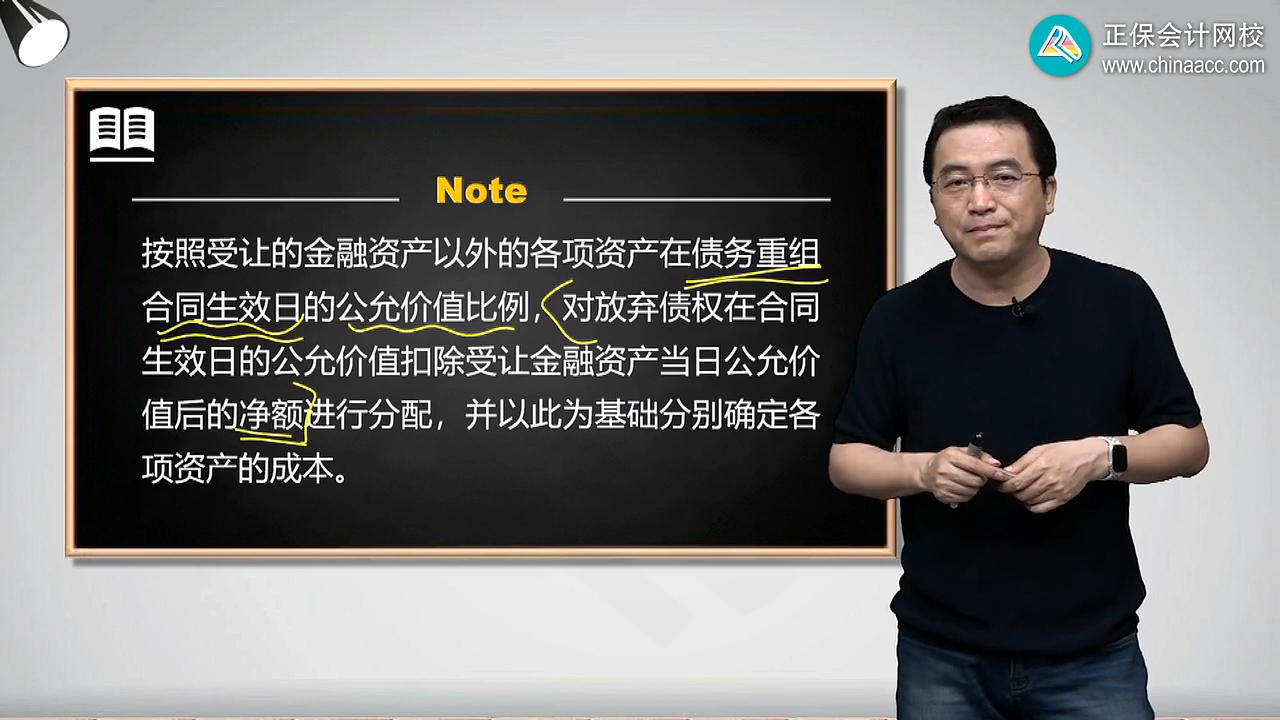 正保会计网校
www.chinaacc.com
Note
按照受让的金融资产以外的各项资产在债务重组
合同生效日的公允价值比例，对放弃债权在合同
生效日的公允价值扣除受让金融资产当日公允价
值后的净额进行分配，并以此为基础分别确定各
项资产的成本。